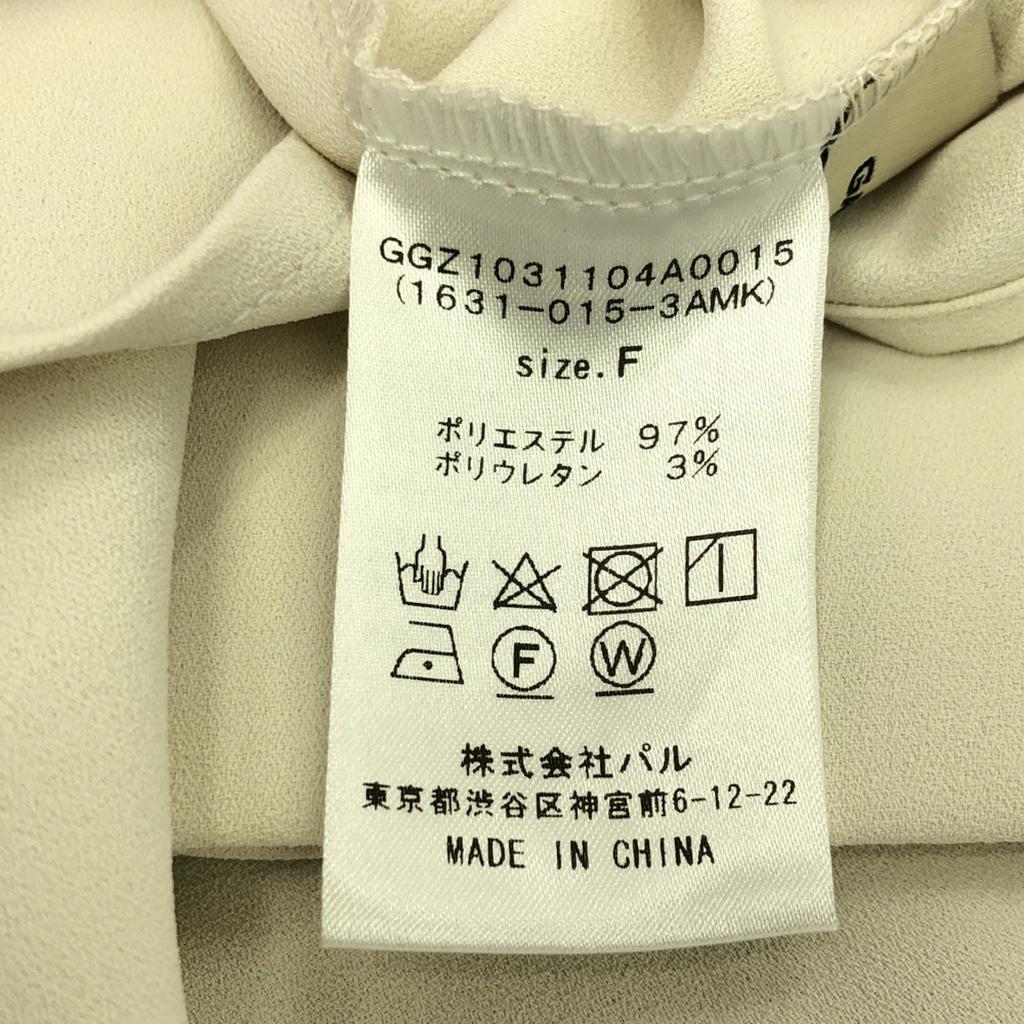 GGZ1031104A0015
(1631-015-3AMK)
size. F
ポリエステル 97%
ポリウレタン 3%
F W
株式会社パル
東京都渋谷区神宮前6-12-22
MADE IN CHINA